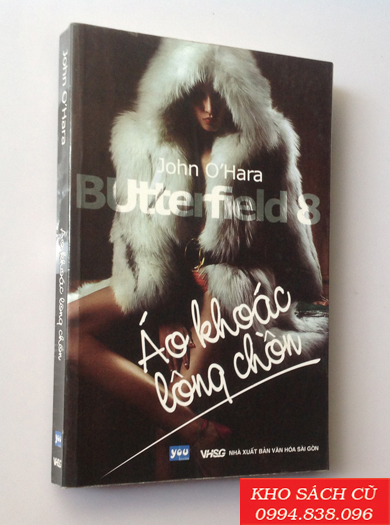 John O'Hara
BUtterfield 8
Áo khoác
lông chồn
John O'Hara
Áo khoác lông chồn
you
VHSG NHÀ XUẤT BẢN VĂN HÓA SÀI GÒN
KHO SÁCH CŨ
0994.838.096